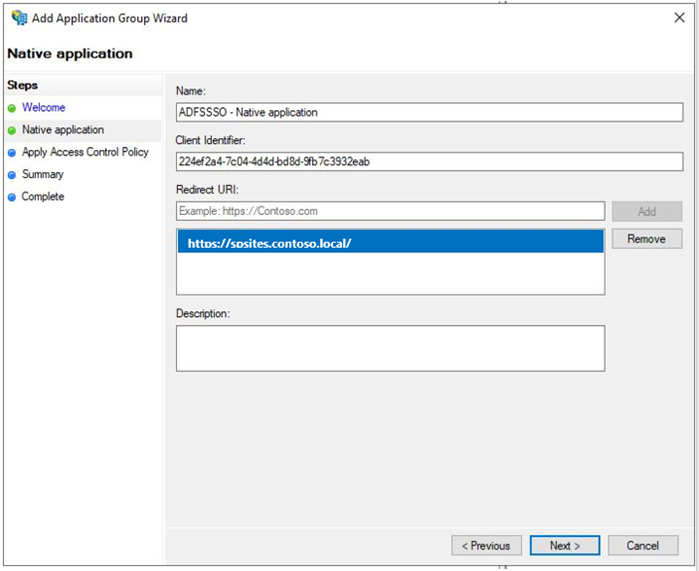 Add Application Group Wizard
Native application
Steps
Welcome
Native application
Apply Access Control Policy
Summary
Complete
Name:
ADFSSSO - Native application
Client Identifier:
224ef2a4-7c04-4d4d-bd8d-9fb7c3932eab
Redirect URI:
Example: https://Contoso.com
Add
https://spsites.contoso.local/
Remove
Description:
< Previous
Next >
Cancel